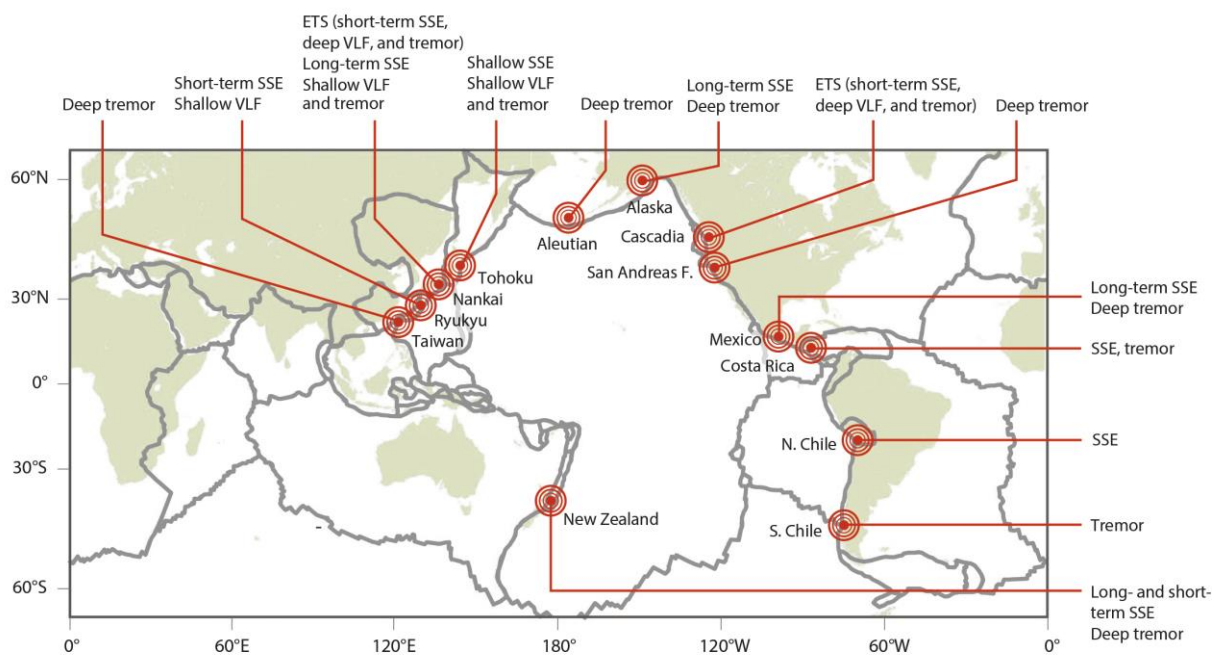 ETS (short-term SSE,
deep VLF, and tremor)
Long-term SSE
Shallow VLF
and tremor
Short-term SSE
Shallow VLF
Deep tremor
Shallow SSE
Shallow VLF
and tremor
Deep tremor
Long-term SSE
Deep tremor
ETS (short-term SSE,
deep VLF, and tremor)
Deep tremor
60°N
30°N
0°
30°S
60°S
Alaska
Aleutian
Cascadia
San Andreas F.
Tohoku
Nankai
Ryukyu
Taiwan
Mexico
Costa Rica
N. Chile
New Zealand
S. Chile
Long-term SSE
Deep tremor
SSE, tremor
SSE
Tremor
Long- and short-
term SSE
Deep tremor
0°
60°E
120°E
180°
120°W
60°W
0°